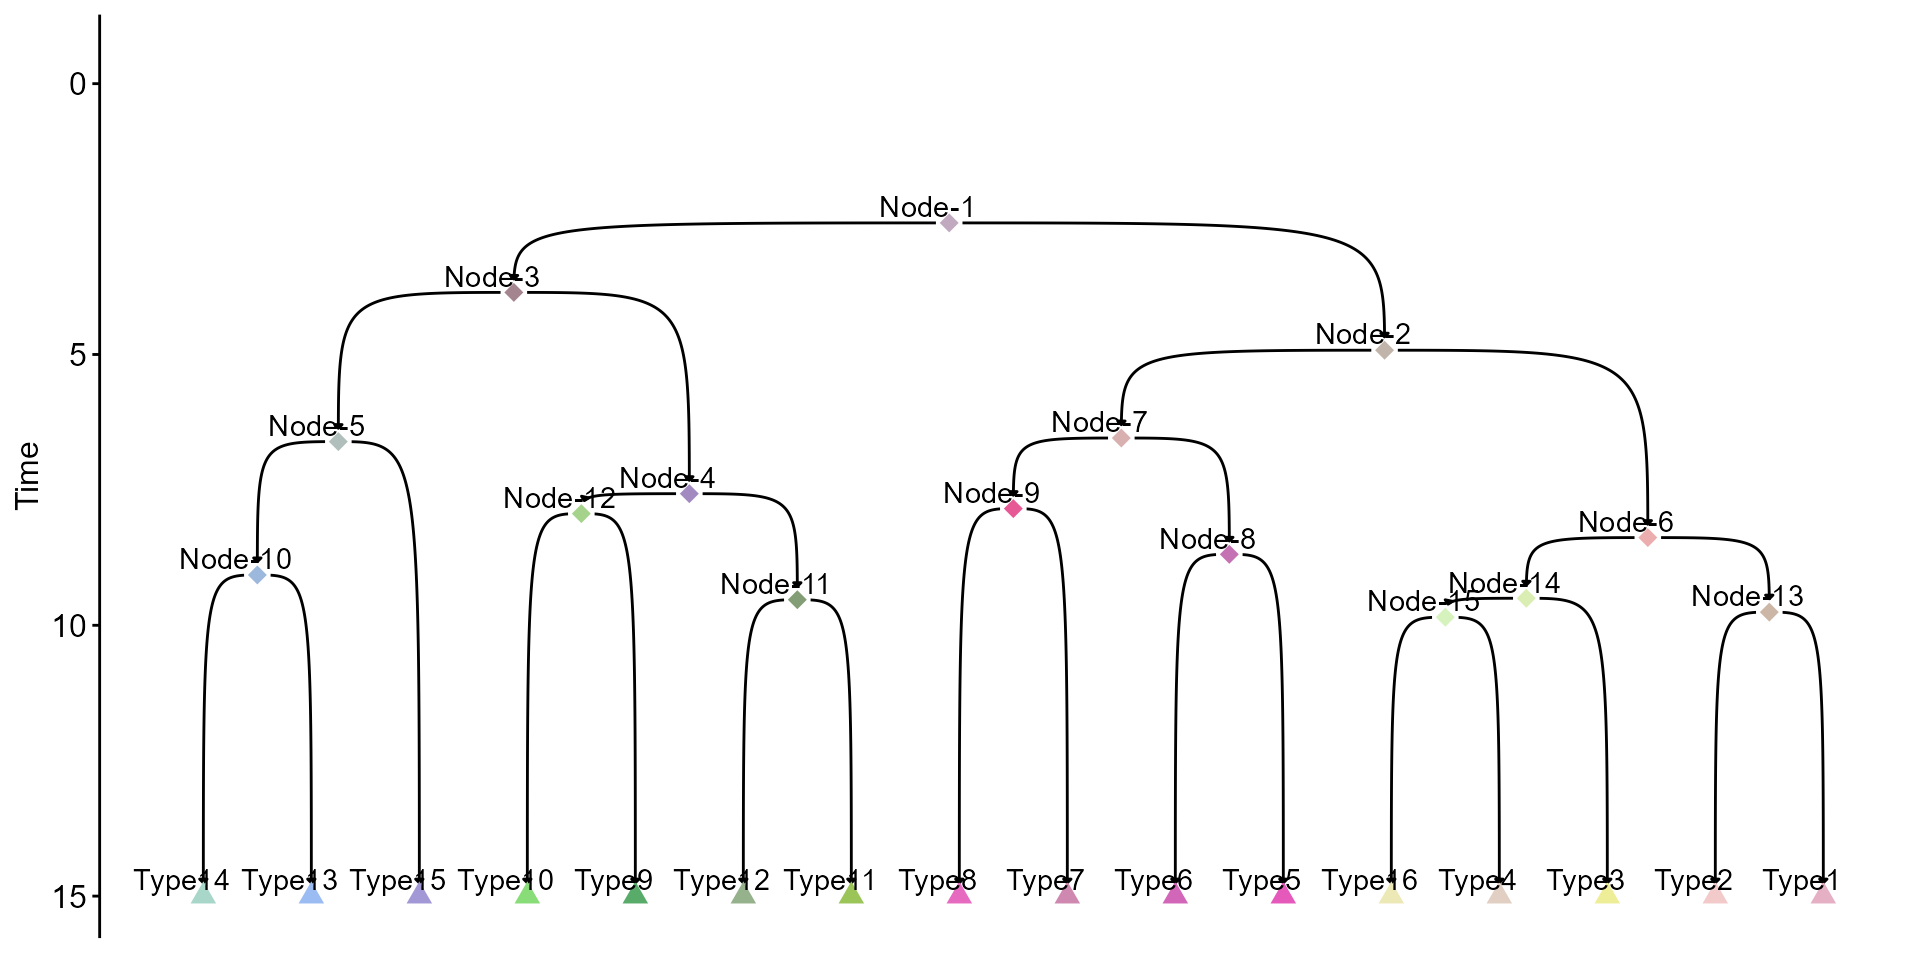 0
Node-1
Node-3
Node-2
5
Node-5
Node-7
Time
Node-4
Node-12
Node-9
Node-6
Node-8
Node-10
Node-11
Node-14
Node-15
Node-13
10
Type14 Type13 Type15 Type10 Type9 Type12 Type11 Type8 Type7 Type6 Type5 Type16 Type4 Type3 Type2 Type1
15